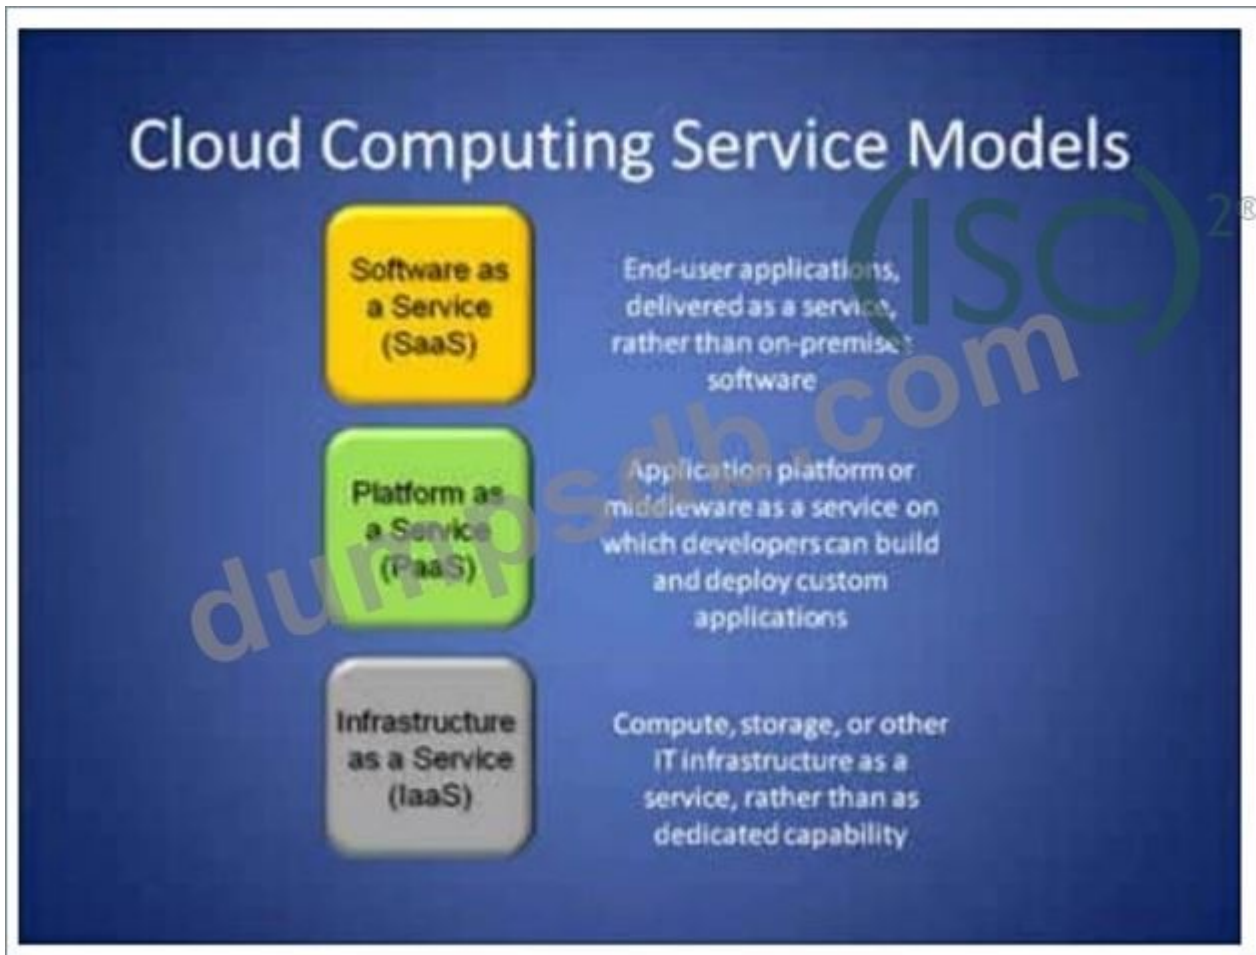 Cloud Computing Service Models
(ISC)2®
Software as
a Service
(SaaS)
End-user applications,
delivered as a service,
rather than on-premises
software
Platform as
a Service
(PaaS)
Application platform or
middleware as a service on
which developers can build
and deploy custom
applications
dumpsdb.com
Infrastructure
as a Service
(IaaS)
Compute, storage, or other
IT infrastructure as a
service, rather than as
dedicated capability